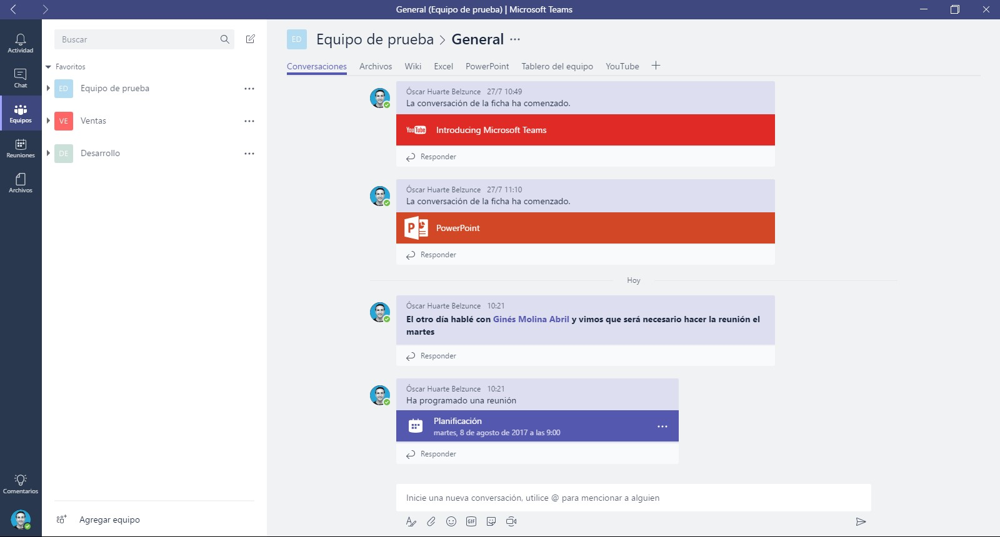 General (Equipo de prueba) | Microsoft Teams
Actividad
Chat
Equipos
Reuniones
Archivos
Comentarios
Buscar
Favoritos
ED Equipo de prueba
VE Ventas
DE Desarrollo
Agregar equipo
ED Equipo de prueba > General
Conversaciones Archivos Wiki Excel PowerPoint Tablero del equipo YouTube
Óscar Huarte Belzunce 27/7 10:49
La conversación de la ficha ha comenzado.
YouTube Introducing Microsoft Teams
Responder
Óscar Huarte Belzunce 27/7 11:10
La conversación de la ficha ha comenzado.
P PowerPoint
Responder
Hoy
Óscar Huarte Belzunce 10:21
El otro día hablé con Ginés Molina Abril y vimos que será necesario hacer la reunión el
martes
Responder
Óscar Huarte Belzunce 10:21
Ha programado una reunión
Planificación
martes, 8 de agosto de 2017 a las 9:00
Responder
Inicie una nueva conversación, utilice @ para mencionar a alguien
GIF